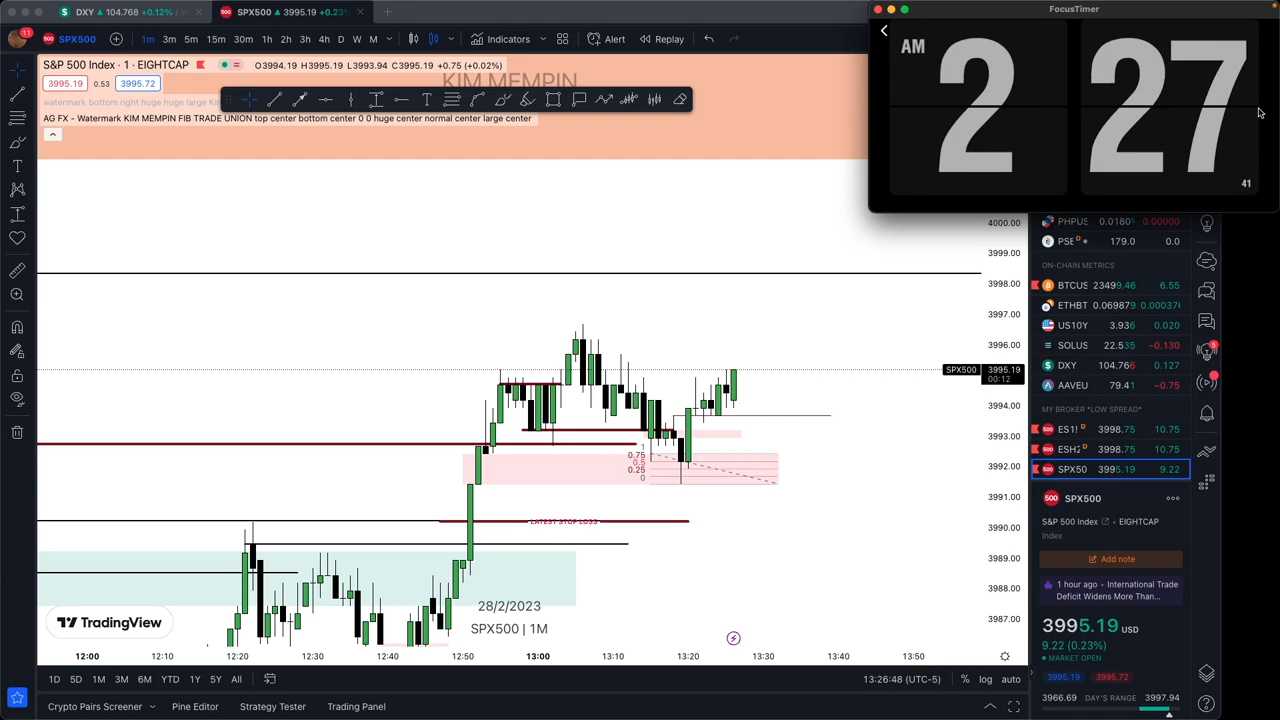 DXY ▲ 104.768 +0.12%
SPX500 ▲ 3995.19 +0.23%
FocusTimer
11
SPX500
1m 3m 5m 15m 30m 1h 2h 3h 4h D W M
Indicators
Alert
Replay
AM
2 27
41
S&P 500 Index · 1 · EIGHTCAP
O3994.19 H3995.19 L3993.94 C3995.19 +0.75 (+0.02%)
KIM MEMPIN
3995.19 0.53 3995.72
watermark bottom right huge huge large Kim
AG FX - Watermark KIM MEMPIN FIB TRADE UNION top center bottom center 0 0 huge center normal center large center
4000.00
3999.00
3998.00
3997.00
3996.00
SPX500 3995.19
00:12
3994.00
3993.00
3992.00
3991.00
3990.00
3989.00
3988.00
3987.00
1
0.75
0.5
0.25
0
LATEST STOP LOSS
28/2/2023
SPX500 | 1M
TradingView
12:00 12:10 12:20 12:30 12:40 12:50 13:00 13:10 13:20 13:30 13:40 13:50
1D 5D 1M 3M 6M YTD 1Y 5Y All
13:26:48 (UTC-5)
% log auto
Crypto Pairs Screener
Pine Editor
Strategy Tester
Trading Panel
PHPUS 0.0180 0.00000
PSE D 179.0 0.0
ON-CHAIN METRICS
BTCUS 23499.46 6.55
ETHBT 0.069879 0.00037
US10Y 3.936 0.020
SOLUS 22.535 −0.130
DXY 104.766 0.127
AAVEU 79.41 −0.75
MY BROKER *LOW SPREAD*
ES1! D 3998.75 10.75
ESH2 D 3998.75 10.75
SPX50 3995.19 9.22
SPX500
S&P 500 Index • EIGHTCAP
Index
Add note
1 hour ago • International Trade
Deficit Widens More Than...
3995.19 USD
9.22 (0.23%)
MARKET OPEN
3995.19 3995.72
3966.69 DAY'S RANGE 3997.94
5